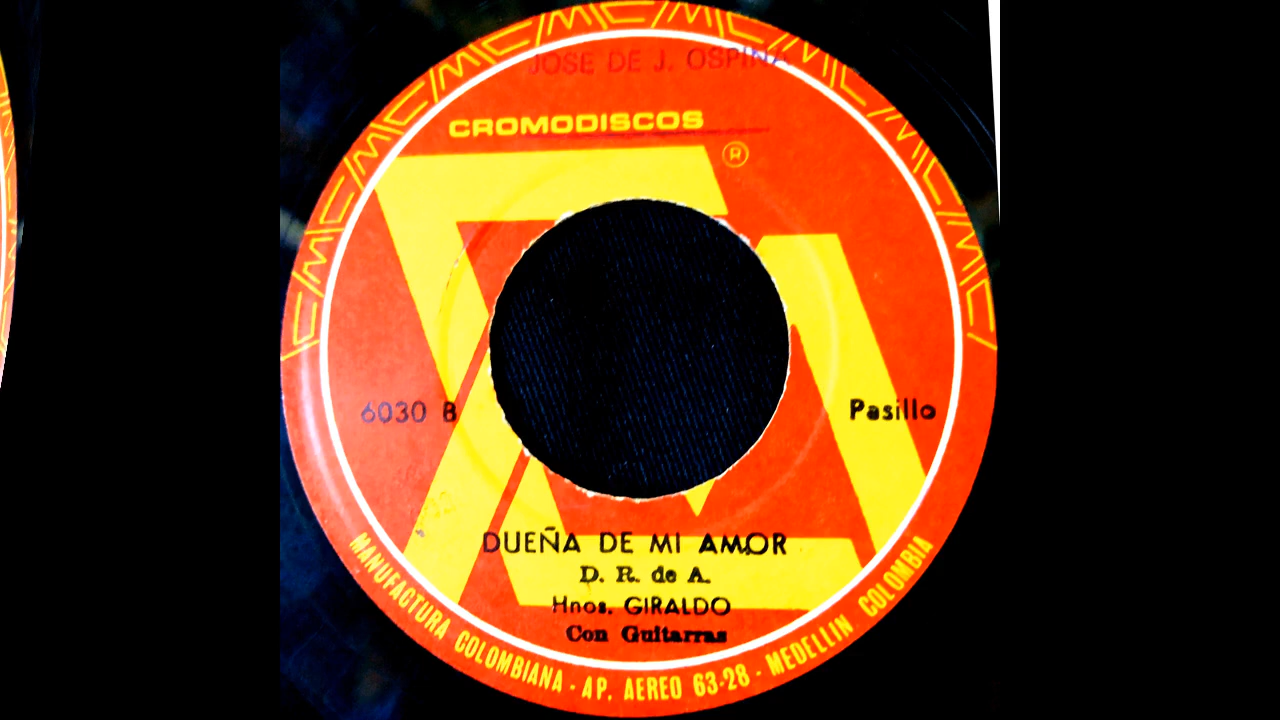 JOSE DE J. OSPINA
CROMODISCOS
®
6030 B
Pasillo
DUEÑA DE MI AMOR
D. R. de A.
Hnos. GIRALDO
Con Guitarras
MANUFACTURA COLOMBIANA - AP. AEREO 63-28 - MEDELLIN COLOMBIA